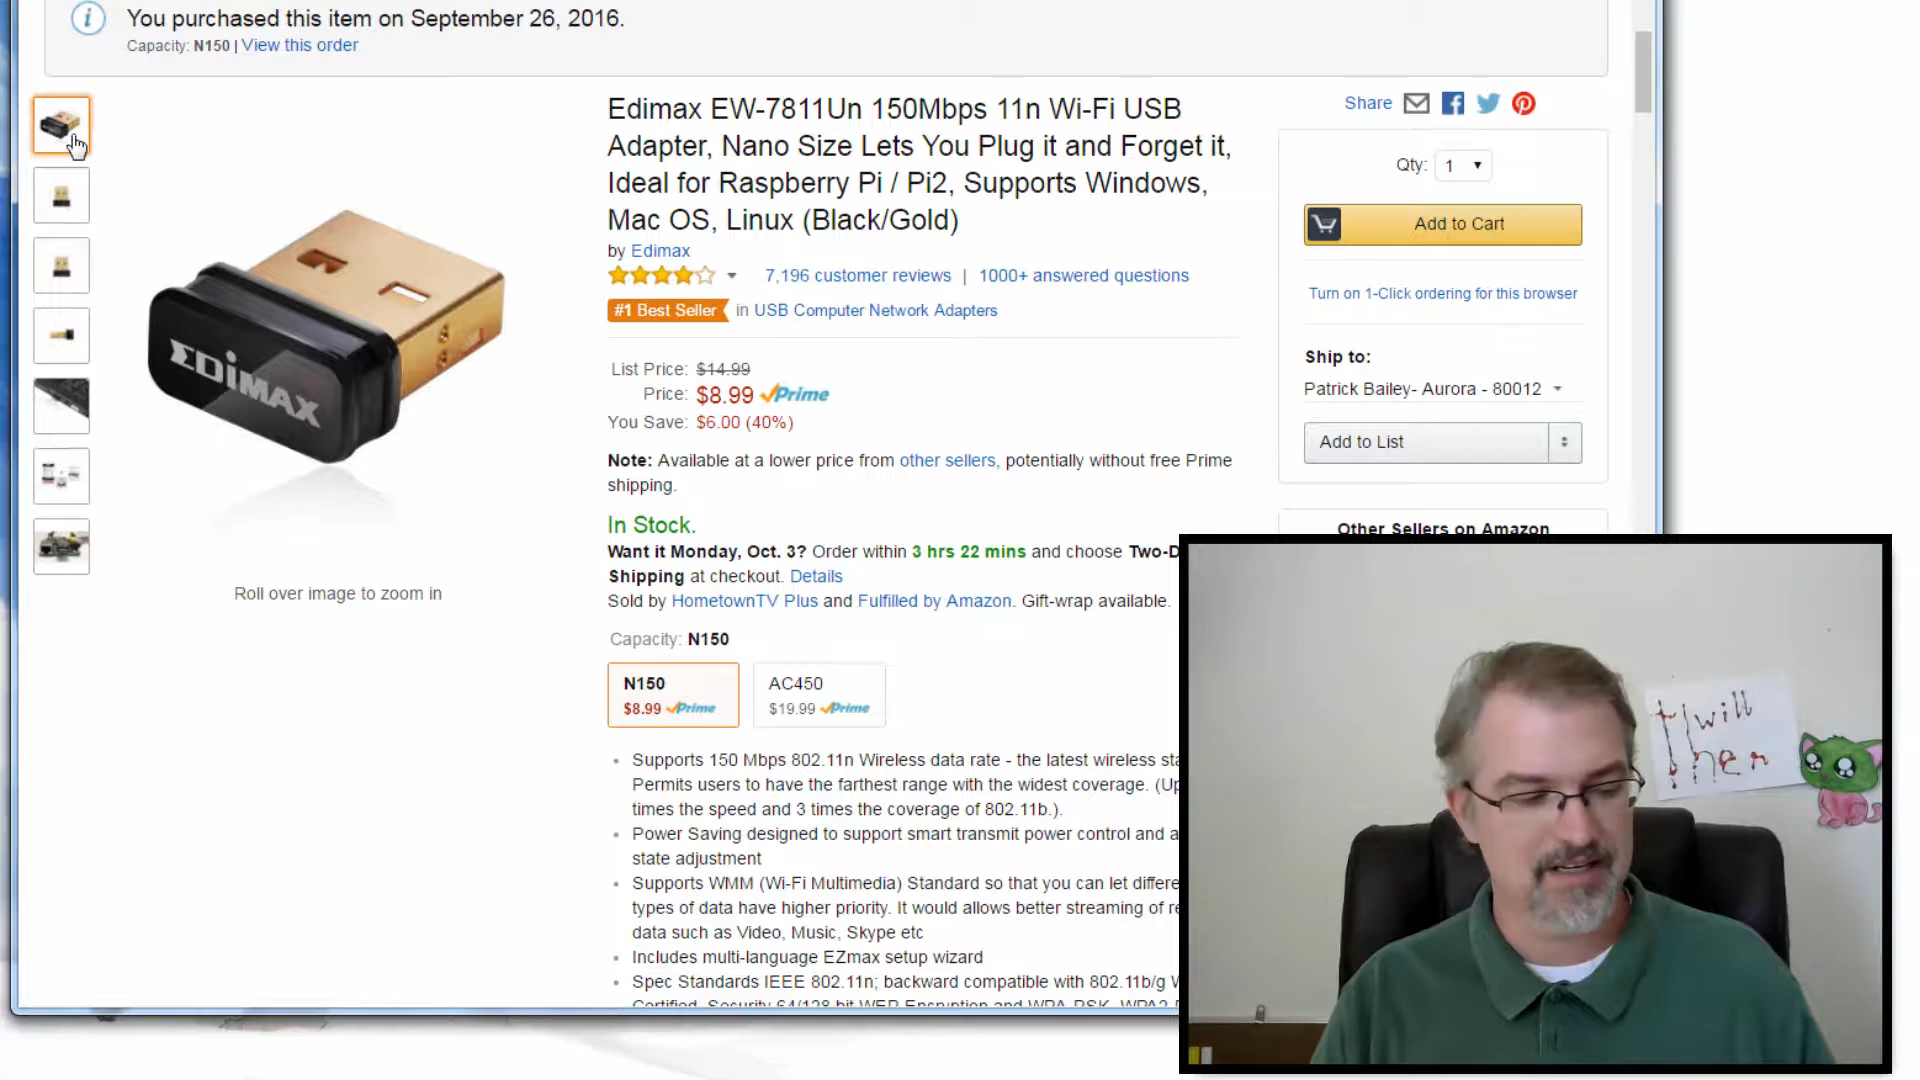 You purchased this item on September 26, 2016.
Capacity: N150 | View this order
Edimax EW-7811Un 150Mbps 11n Wi-Fi USB
Adapter, Nano Size Lets You Plug it and Forget it,
Ideal for Raspberry Pi / Pi2, Supports Windows,
Mac OS, Linux (Black/Gold)
by Edimax
7,196 customer reviews | 1000+ answered questions
#1 Best Seller in USB Computer Network Adapters
List Price: $14.99
Price: $8.99 Prime
You Save: $6.00 (40%)
Note: Available at a lower price from other sellers, potentially without free Prime
shipping.
In Stock.
Want it Monday, Oct. 3? Order within 3 hrs 22 mins and choose Two-D
Shipping at checkout. Details
Sold by HometownTV Plus and Fulfilled by Amazon. Gift-wrap available.
Capacity: N150
N150
$8.99 Prime
AC450
$19.99 Prime
Supports 150 Mbps 802.11n Wireless data rate - the latest wireless sta
Permits users to have the farthest range with the widest coverage. (Up
times the speed and 3 times the coverage of 802.11b.).
Power Saving designed to support smart transmit power control and a
state adjustment
Supports WMM (Wi-Fi Multimedia) Standard so that you can let differe
types of data have higher priority. It would allows better streaming of re
data such as Video, Music, Skype etc
Includes multi-language EZmax setup wizard
Spec Standards IEEE 802.11n; backward compatible with 802.11b/g W
Certified, Security 64/128 bit WEP Encryption and WPA-PSK, WPA2-
EDiMAX
Roll over image to zoom in
Share
Qty: 1
Add to Cart
Turn on 1-Click ordering for this browser
Ship to:
Patrick Bailey- Aurora - 80012
Add to List
Other Sellers on Amazon
I will